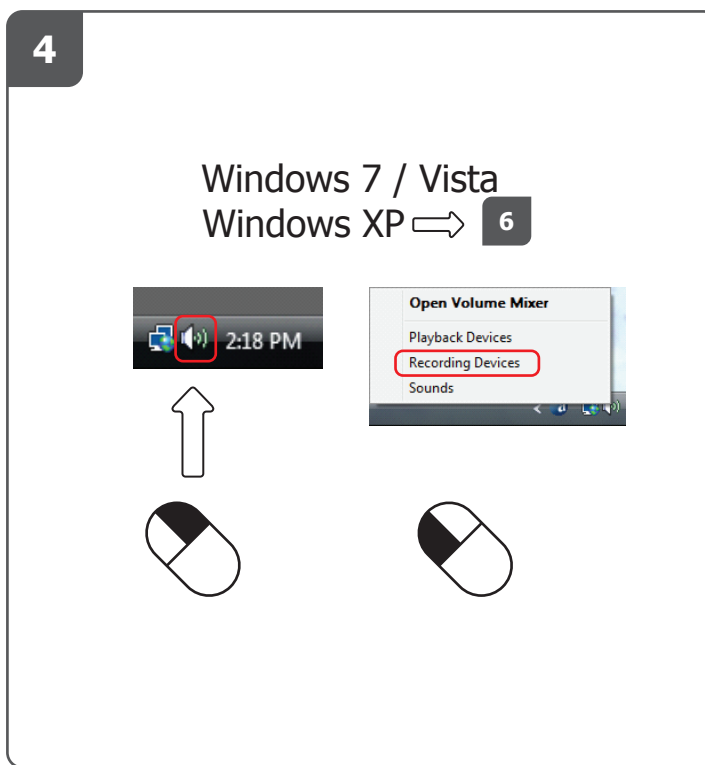 4
Windows 7 / Vista
Windows XP 6
2:18 PM
Open Volume Mixer
Playback Devices
Recording Devices
Sounds